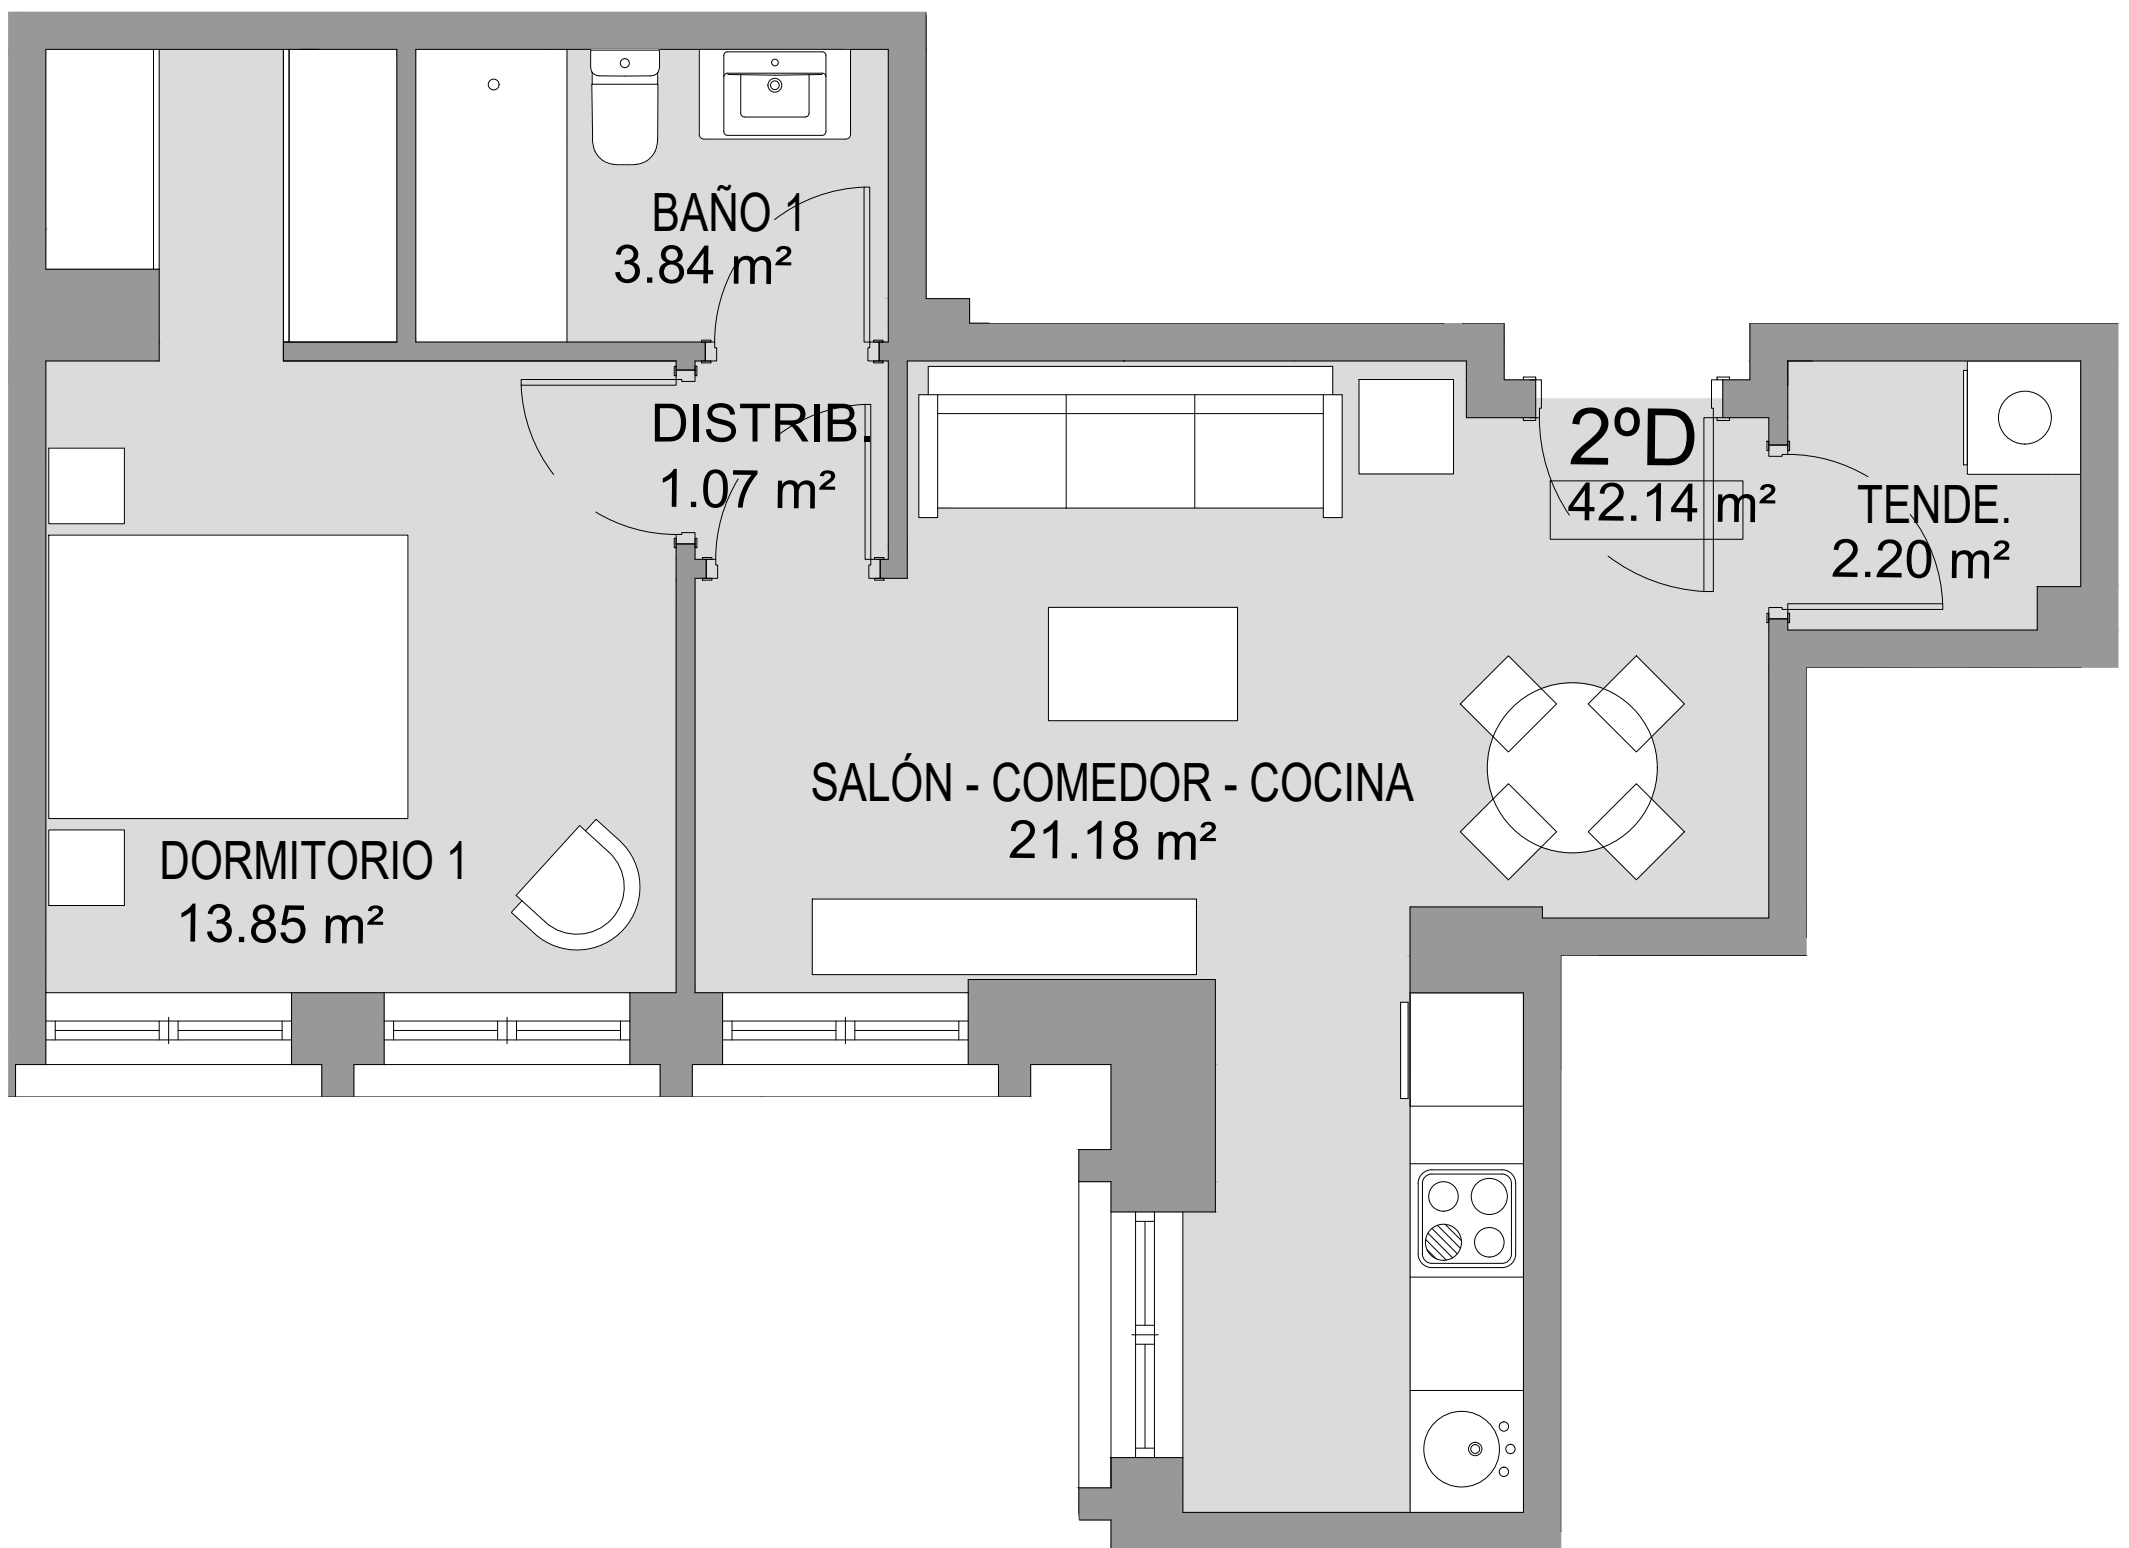 BAÑO 1
3.84 m²
DISTRIB.
1.07 m²
2ºD
42.14 m²
TENDE.
2.20 m²
SALÓN - COMEDOR - COCINA
21.18 m²
DORMITORIO 1
13.85 m²